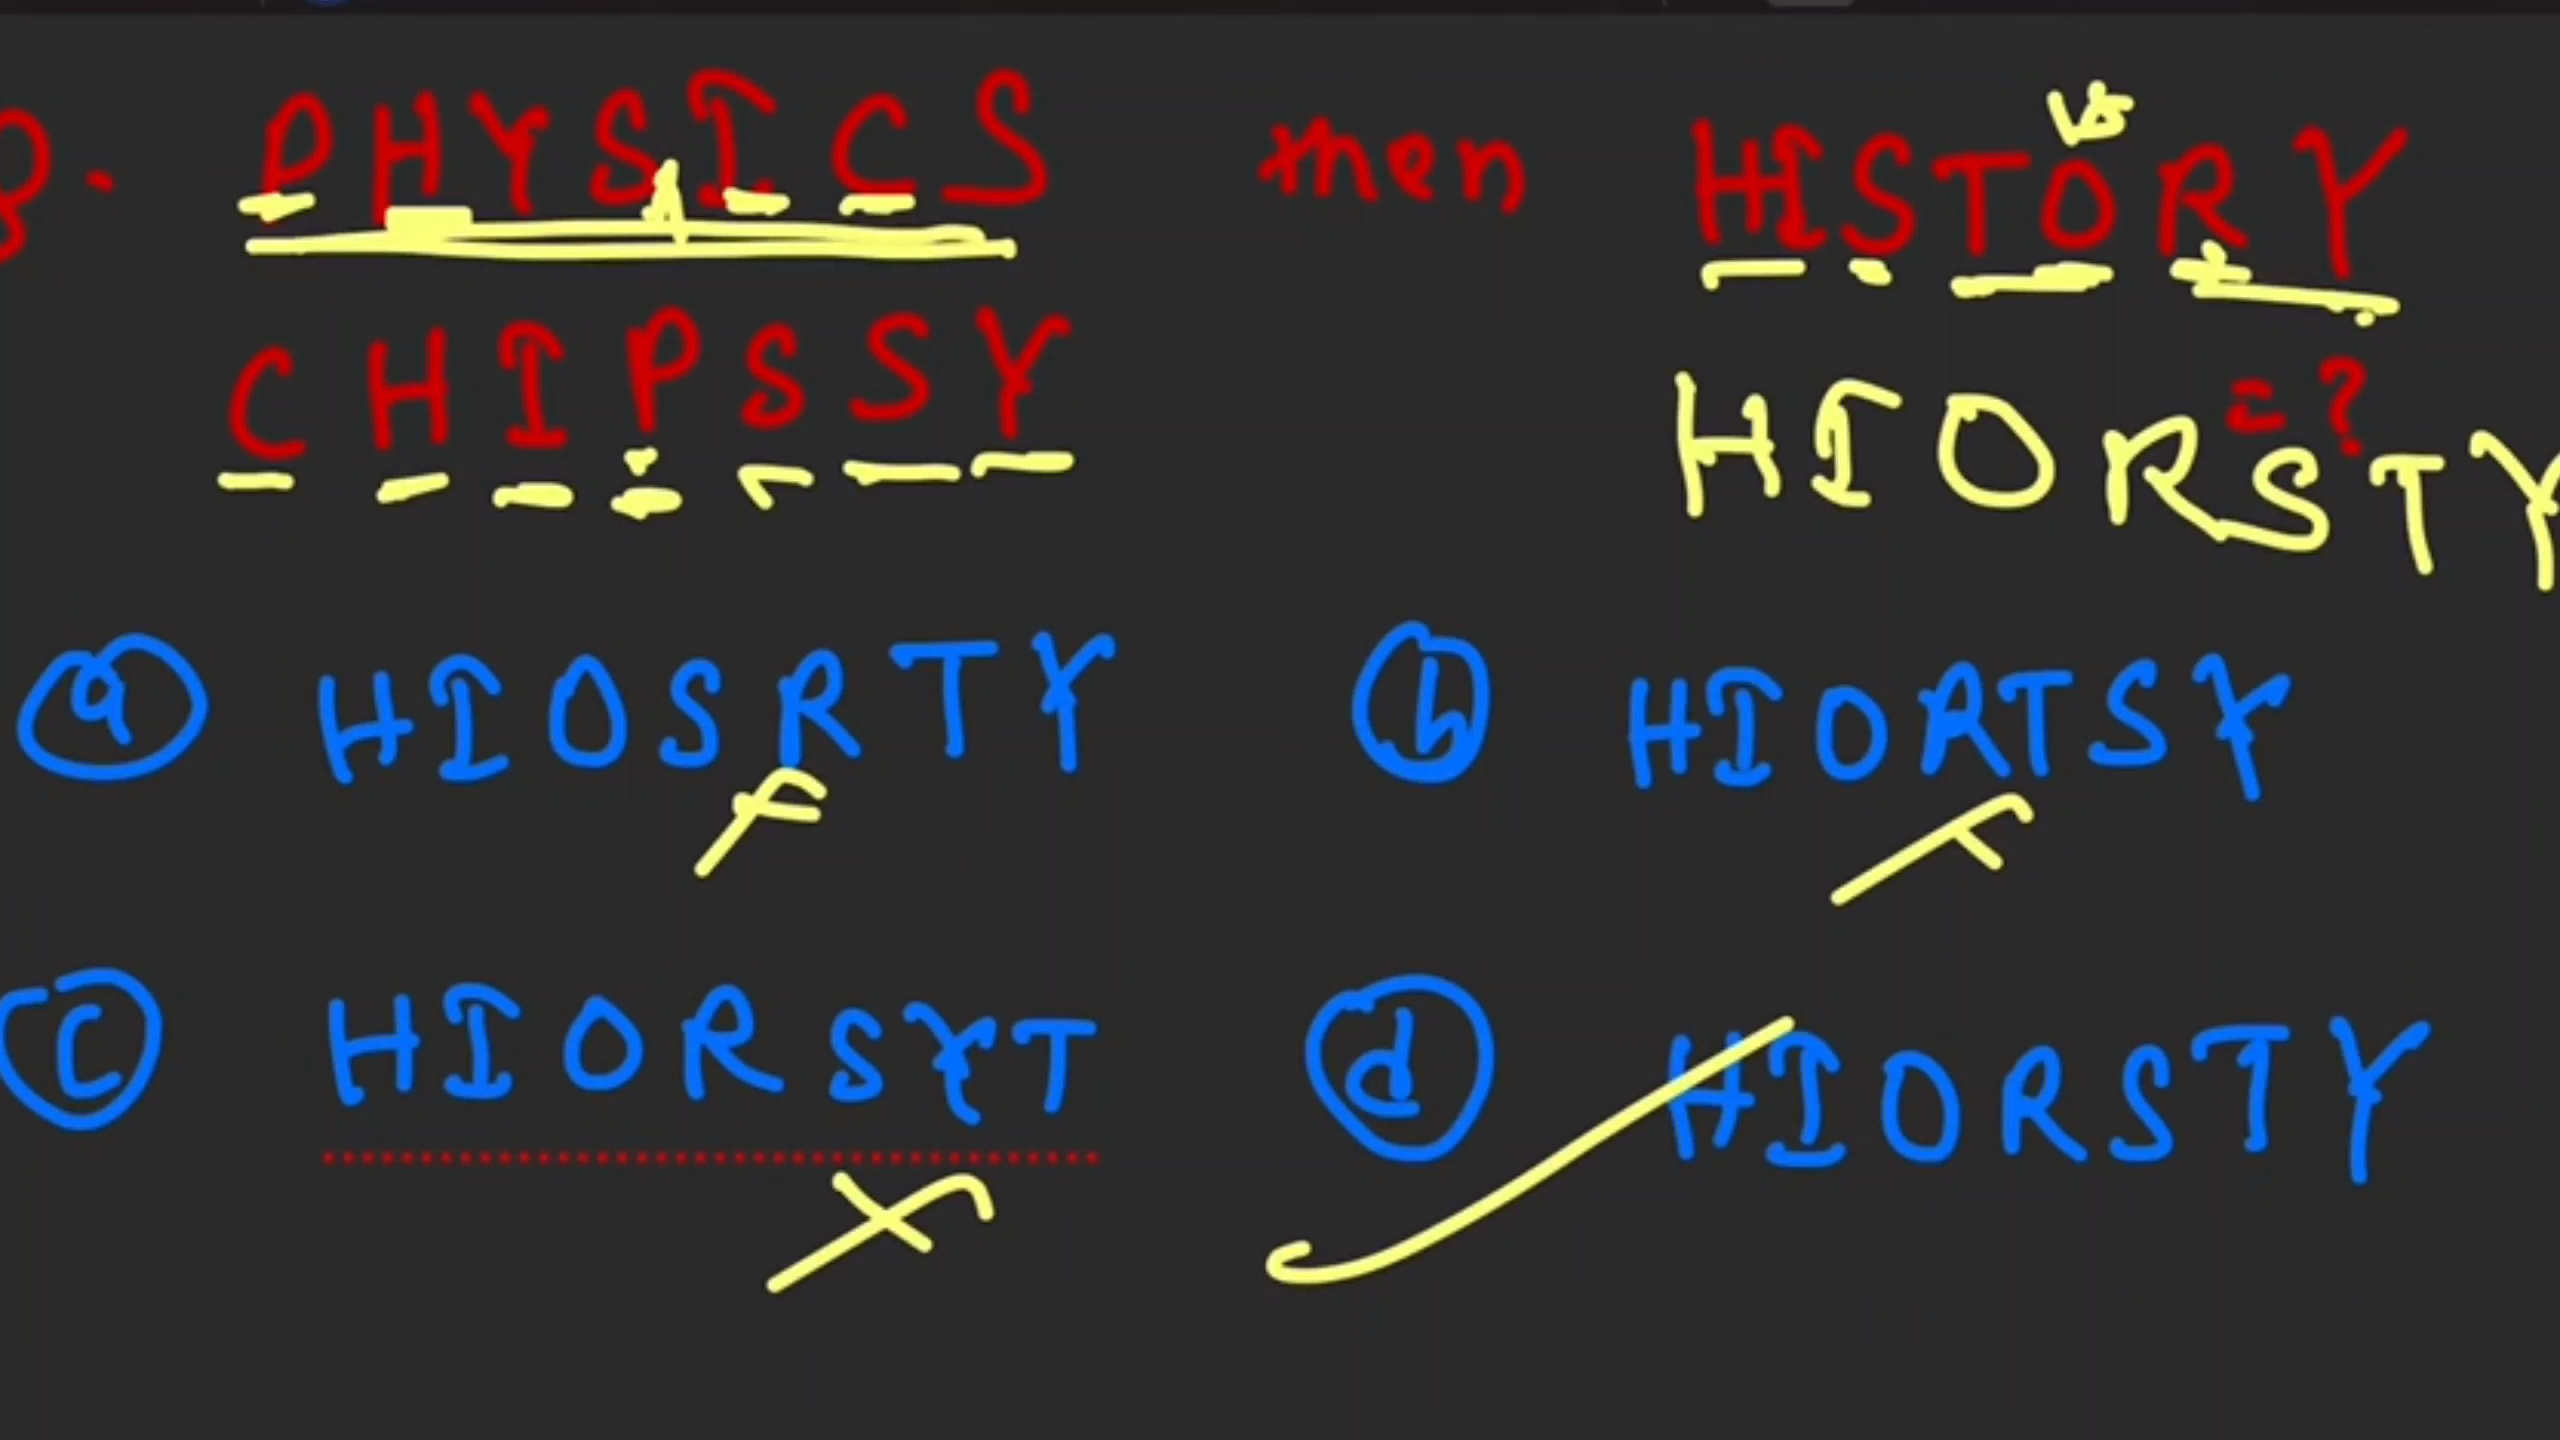 Q. PHYSICS then HISTORY
CHIPSSY = ?
HIORSTY
a HIOSRTY b HIORTSY
c HIORSYT d HIORSTY